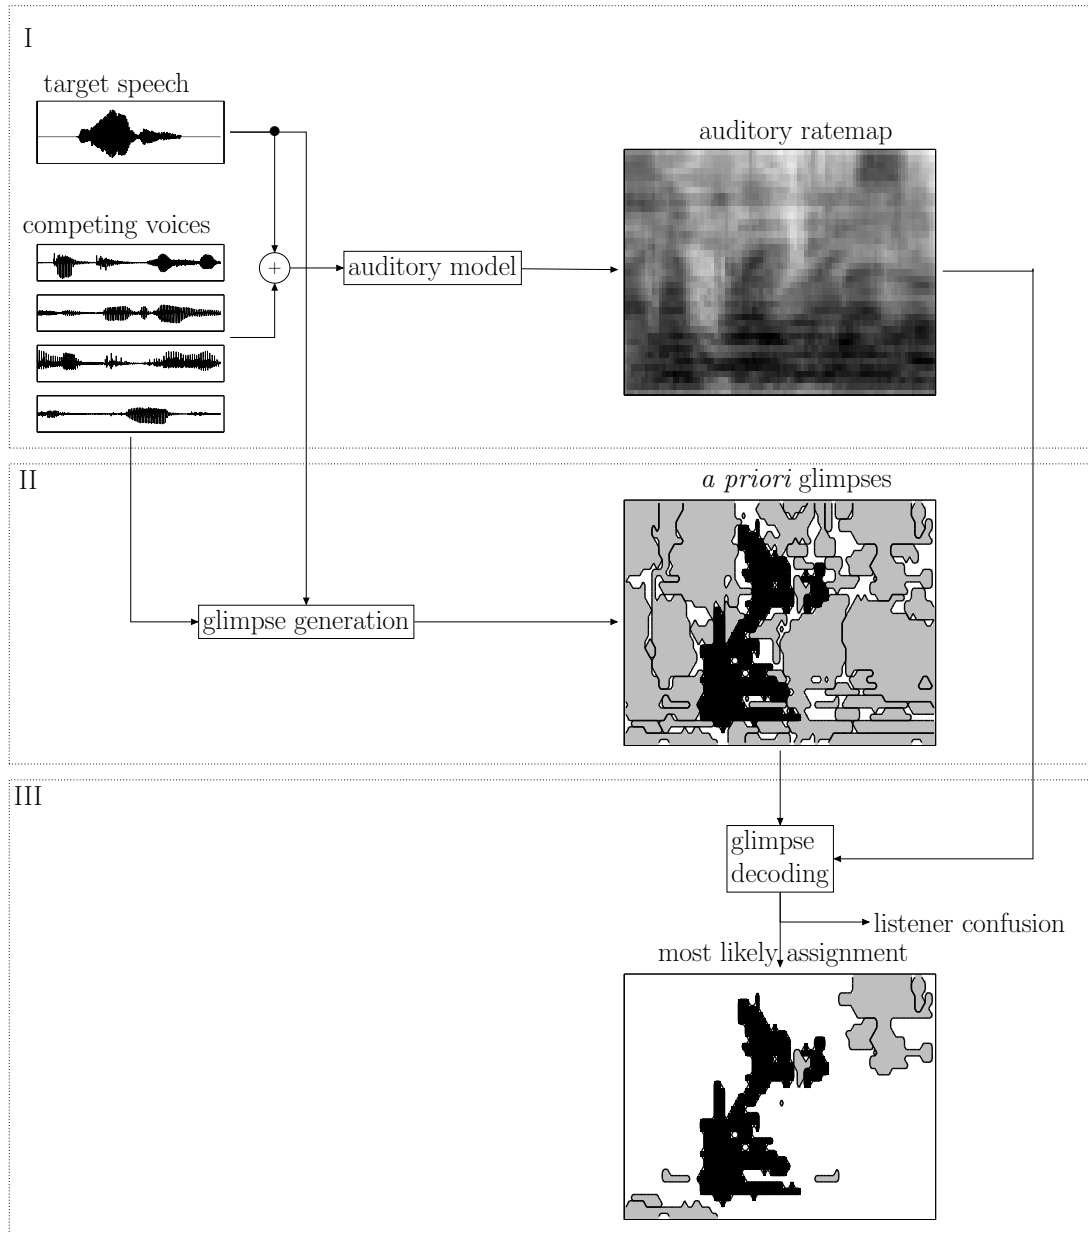 I
target speech
auditory ratemap
competing voices
+
auditory model
II
a priori glimpses
glimpse generation
III
glimpse
decoding
listener confusion
most likely assignment